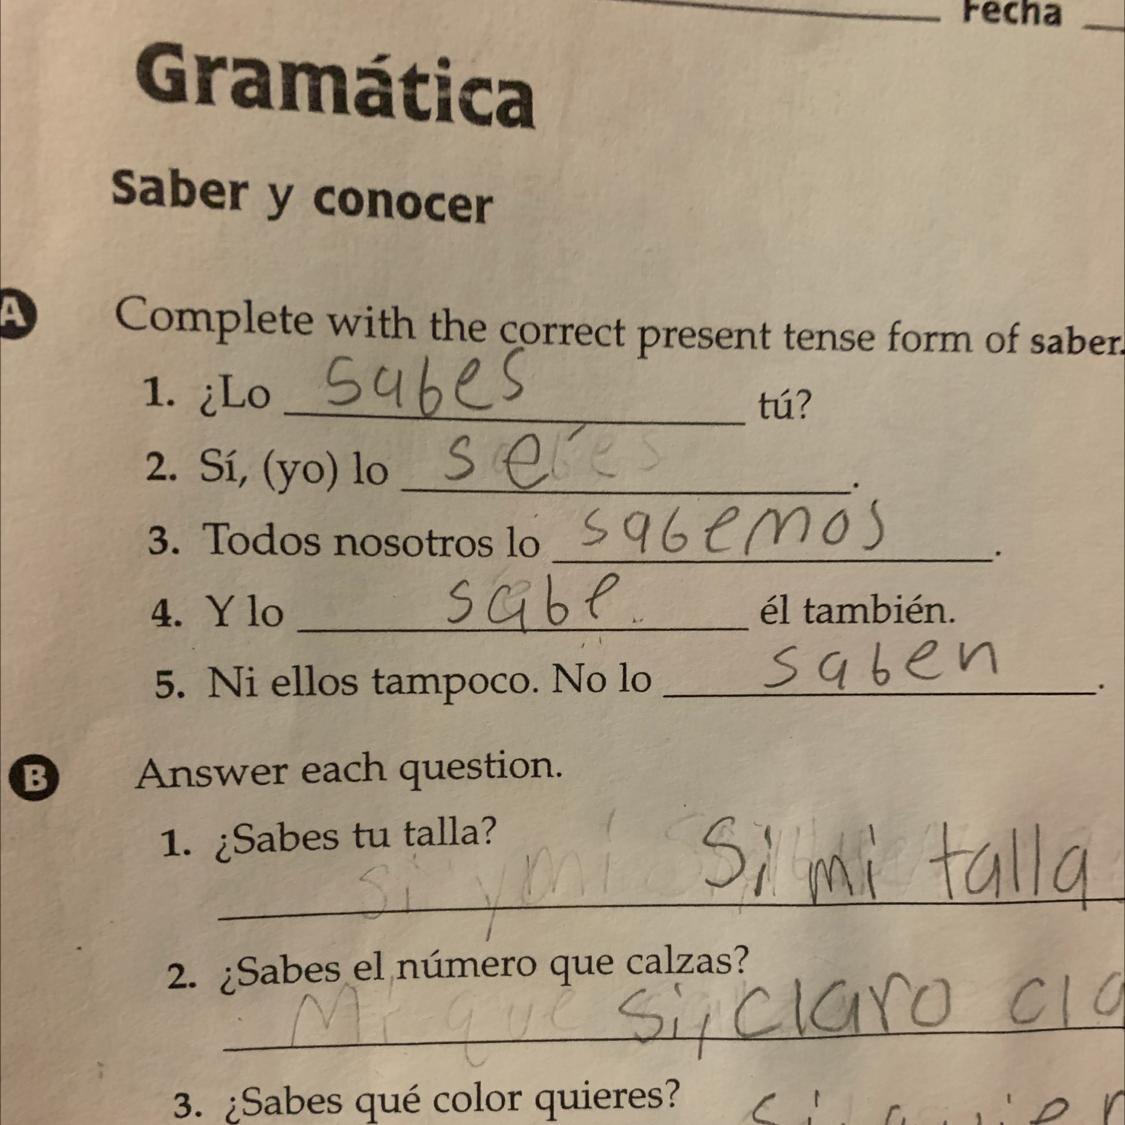 Fecha
Gramática
Saber y conocer
A Complete with the correct present tense form of saber.
1. ¿Lo sabes tú?
2. Sí, (yo) lo sé.
3. Todos nosotros lo sabemos.
4. Y lo sabe él también.
5. Ni ellos tampoco. No lo saben.
B Answer each question.
1. ¿Sabes tu talla?
Si mi talla
2. ¿Sabes el número que calzas?
Si, claro
3. ¿Sabes qué color quieres?